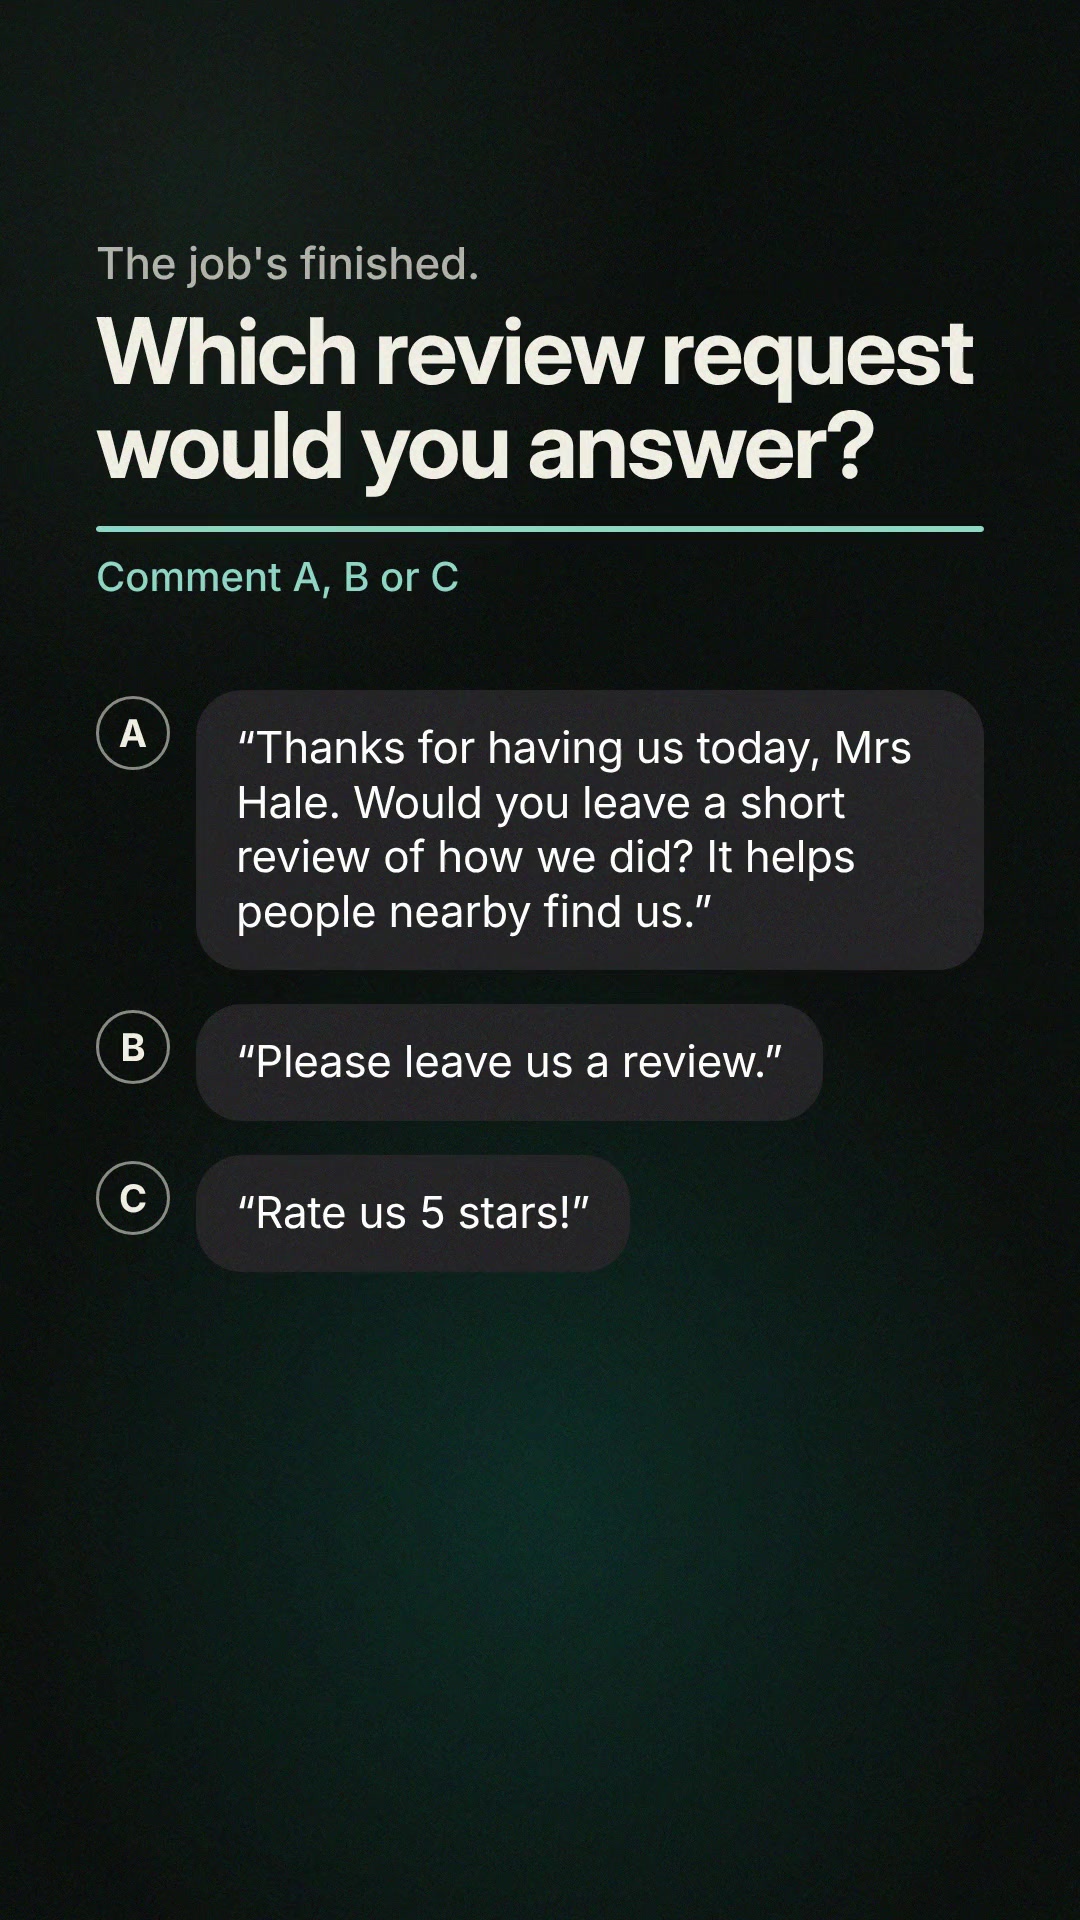 The job's finished.
Which review request
would you answer?
Comment A, B or C
A
“Thanks for having us today, Mrs
Hale. Would you leave a short
review of how we did? It helps
people nearby find us.”
B
“Please leave us a review.”
C
“Rate us 5 stars!”